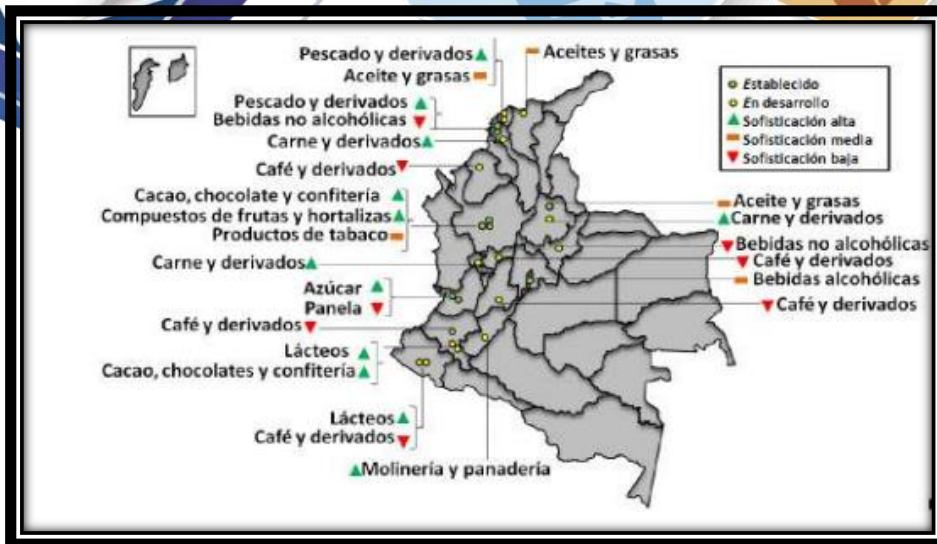 Pescado y derivados
Aceite y grasas
Pescado y derivados
Bebidas no alcohólicas
Carne y derivados
Café y derivados
Cacao, chocolate y confitería
Compuestos de frutas y hortalizas
Productos de tabaco
Carne y derivados
Azúcar
Panela
Café y derivados
Lácteos
Cacao, chocolates y confitería
Lácteos
Café y derivados
Molinería y panadería
Aceites y grasas
Establecido
En desarrollo
Sofisticación alta
Sofisticación media
Sofisticación baja
Aceite y grasas
Carne y derivados
Bebidas no alcohólicas
Café y derivados
Bebidas alcohólicas
Café y derivados